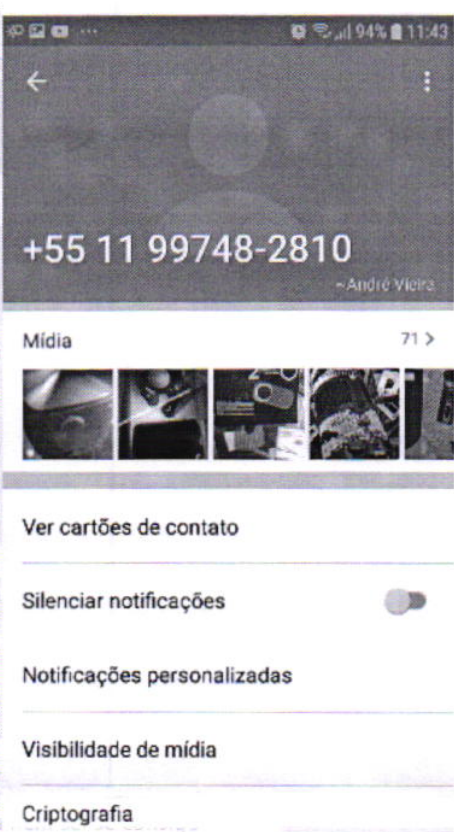 94% 11:43
+55 11 99748-2810
~André Vieira
Mídia 71 >
Ver cartões de contato
Silenciar notificações
Notificações personalizadas
Visibilidade de mídia
Criptografia